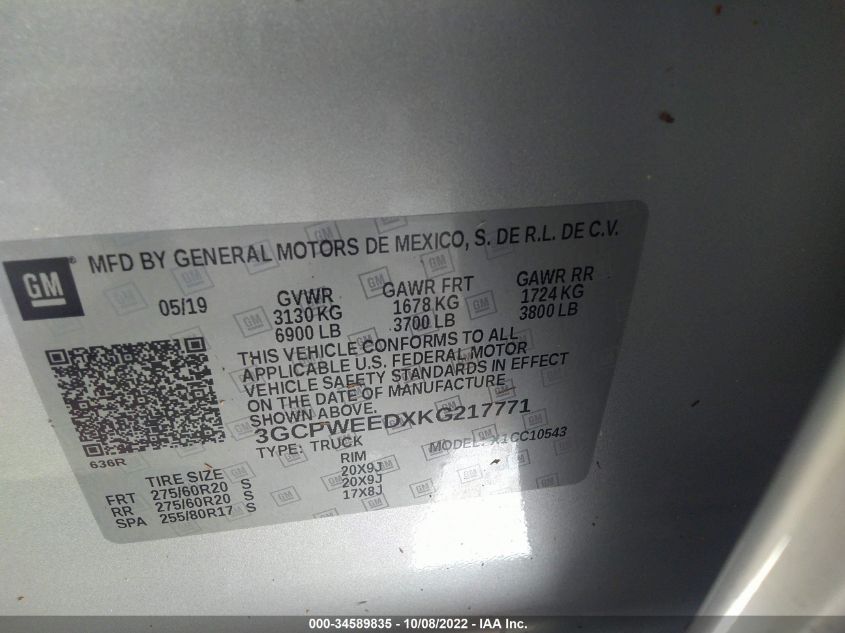 GM ® MFD BY GENERAL MOTORS DE MEXICO, S. DE R.L. DE C.V.
05/19 GVWR GAWR FRT GAWR RR
3130 KG 1678 KG 1724 KG
6900 LB 3700 LB 3800 LB
THIS VEHICLE CONFORMS TO ALL
APPLICABLE U.S. FEDERAL MOTOR
VEHICLE SAFETY STANDARDS IN EFFECT
ON THE DATE OF MANUFACTURE
SHOWN ABOVE.
3GCPWEEDXKG217771
TYPE: TRUCK MODEL: X1CC10543
636R
TIRE SIZE RIM
FRT 275/60R20 S 20X9J
RR 275/60R20 S 20X9J
SPA 255/80R17 S 17X8J
000-34589835 - 10/08/2022 - IAA Inc.